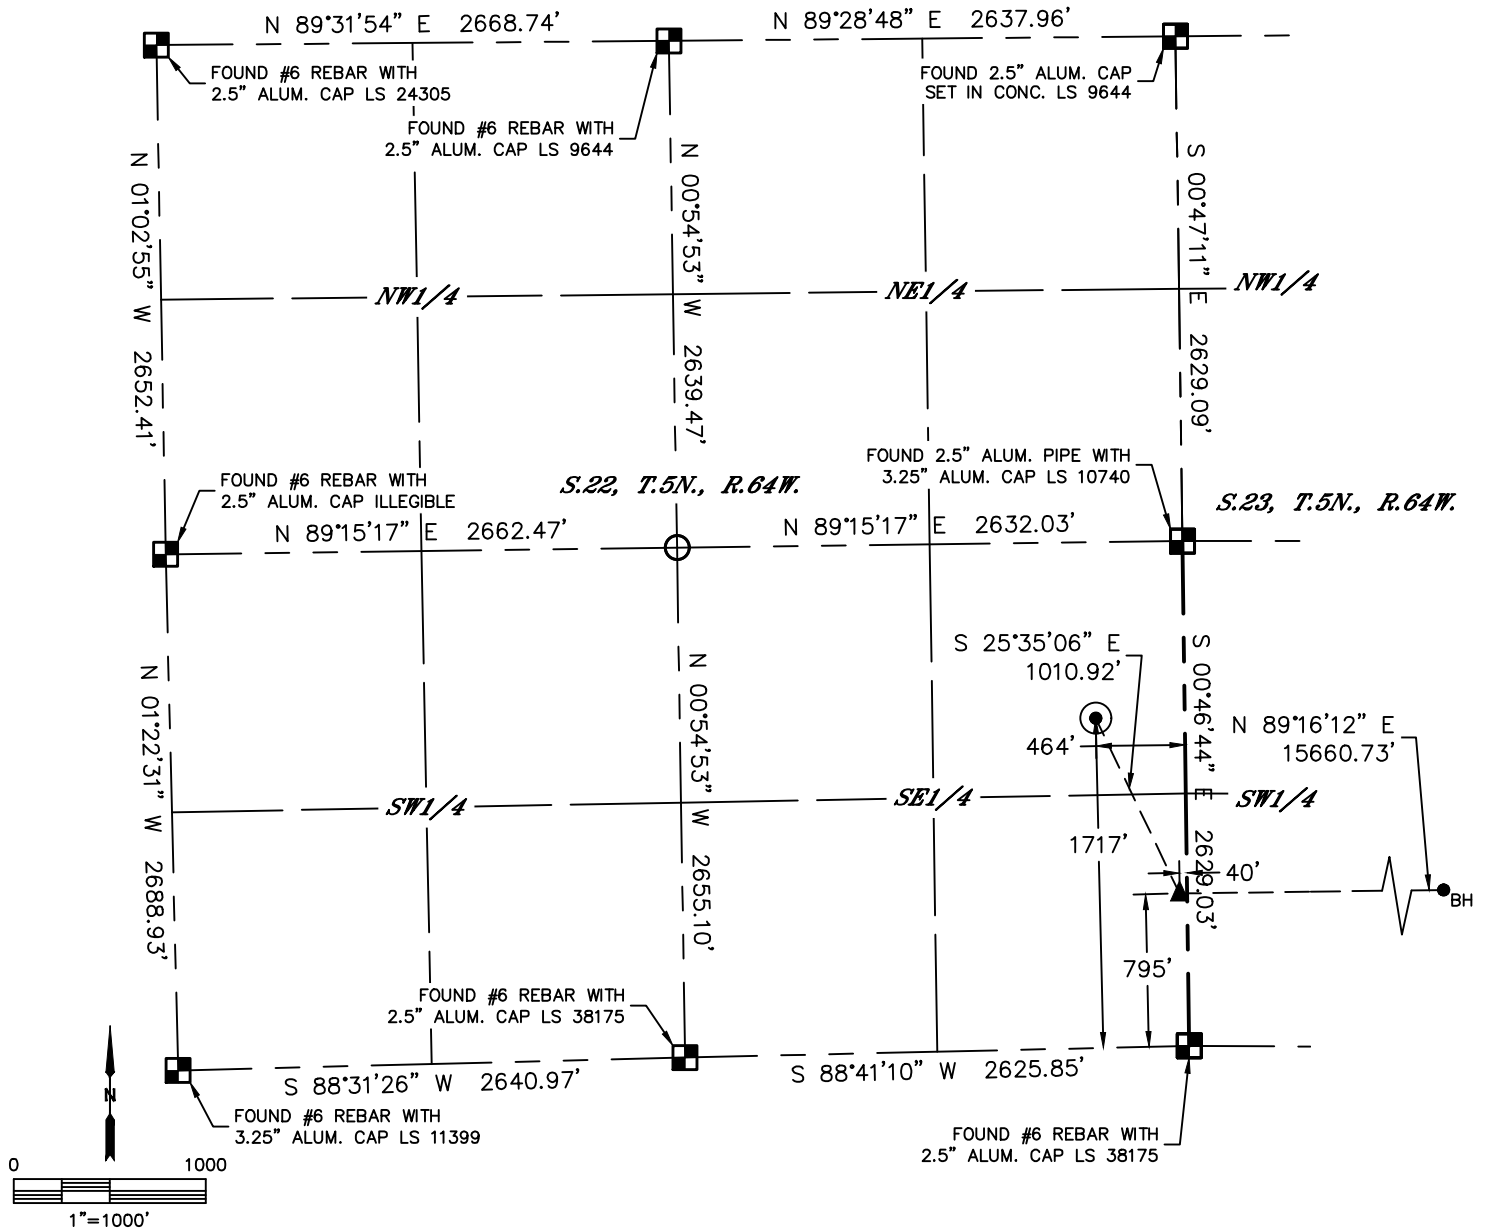 N 89°31'54" E 2668.74'
N 89°28'48" E 2637.96'
FOUND #6 REBAR WITH
2.5" ALUM. CAP LS 24305
FOUND #6 REBAR WITH
2.5" ALUM. CAP LS 9644
FOUND 2.5" ALUM. CAP
SET IN CONC. LS 9644
N 01°02'55" W 2652.41'
N 00°54'53" W 2639.47'
S 00°47'11" E 2629.09'
NW1/4
NE1/4
NW1/4
FOUND #6 REBAR WITH
2.5" ALUM. CAP ILLEGIBLE
S.22, T.5N., R.64W.
FOUND 2.5" ALUM. PIPE WITH
3.25" ALUM. CAP LS 10740
S.23, T.5N., R.64W.
N 89°15'17" E 2662.47'
N 89°15'17" E 2632.03'
N 01°22'31" W 2688.93'
N 00°54'53" W 2655.10'
S 25°35'06" E
1010.92'
S 00°46'44" E 2629.03'
464'
N 89°16'12" E
15660.73'
SW1/4
SE1/4
SW1/4
1717'
40'
BH
795'
FOUND #6 REBAR WITH
2.5" ALUM. CAP LS 38175
S 88°31'26" W 2640.97'
S 88°41'10" W 2625.85'
N
FOUND #6 REBAR WITH
3.25" ALUM. CAP LS 11399
FOUND #6 REBAR WITH
2.5" ALUM. CAP LS 38175
0 1000
1"=1000'